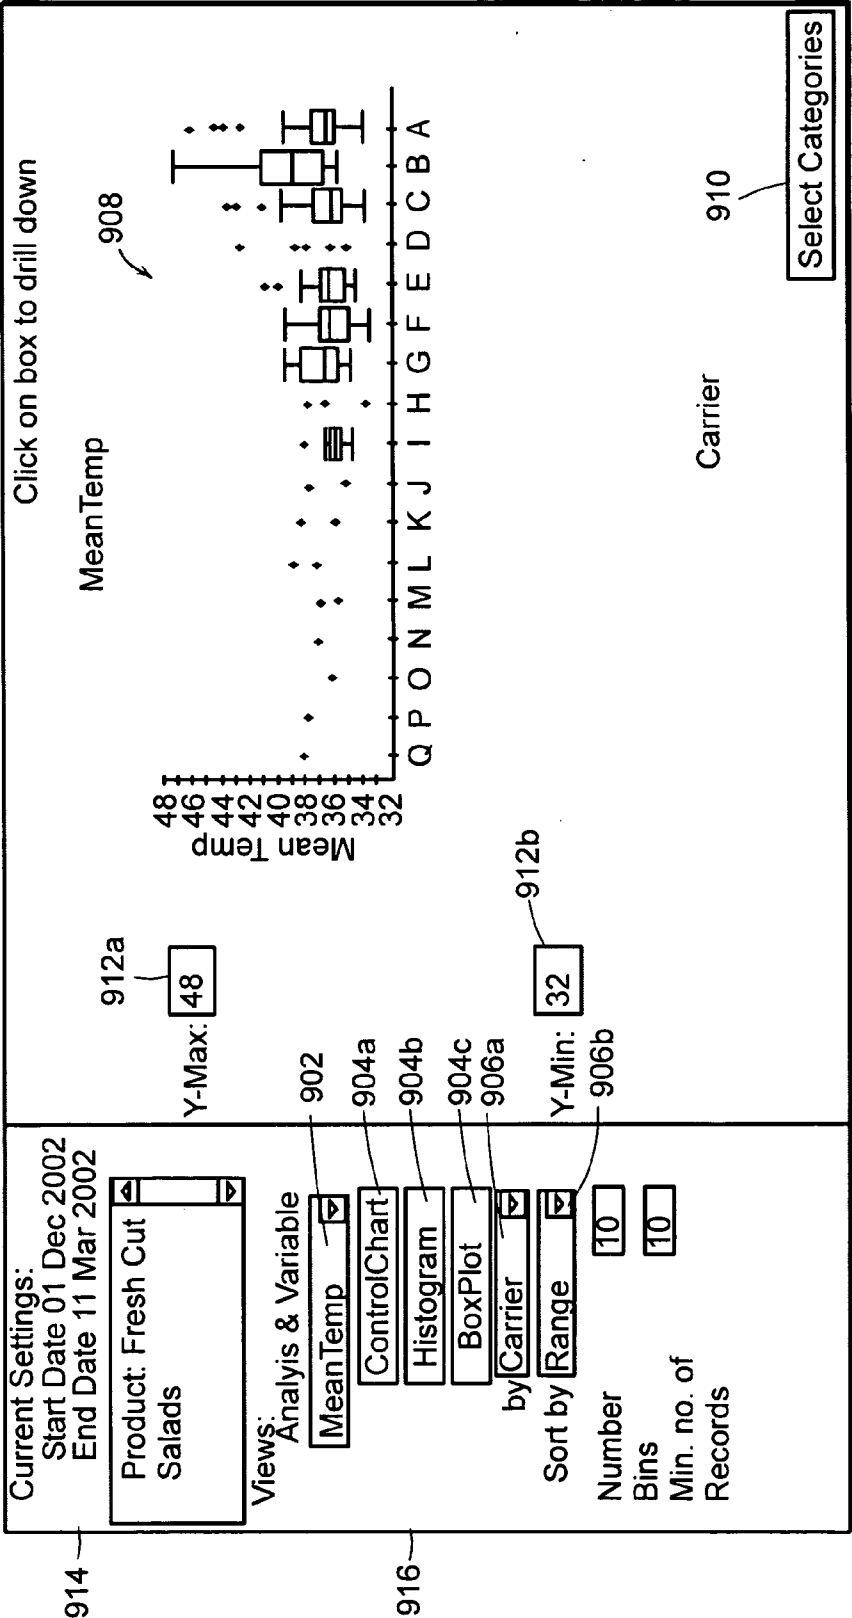 914
Current Settings:
Start Date 01 Dec 2002
End Date 11 Mar 2002
Product: Fresh Cut
Salads
Views:
Analyis & Variable
MeanTemp
902
ControlChart
904a
Histogram
904b
BoxPlot
904c
by Carrier
906a
Sort by Range
906b
Number
Bins
10
Min. no. of
Records
10
916
Click on box to drill down
MeanTemp
908
912a
Y-Max: 48
Y-Min: 32
912b
Mean Temp
48
46
44
42
40
38
36
34
32
Q P O N M L K J I H G F E D C B A
Carrier
910
Select Categories